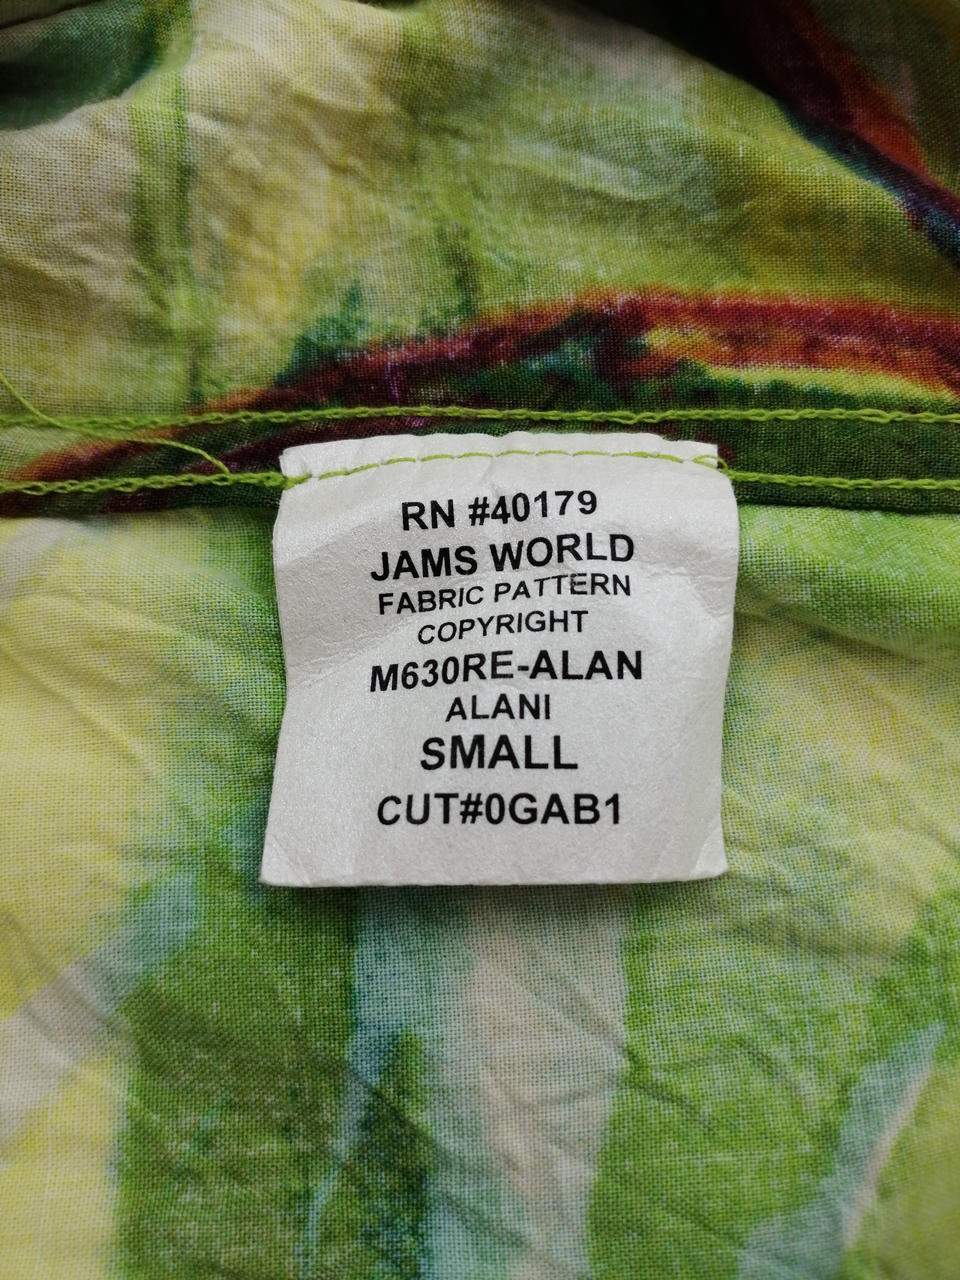 RN #40179
JAMS WORLD
FABRIC PATTERN
COPYRIGHT
M630RE-ALAN
ALANI
SMALL
CUT#0GAB1